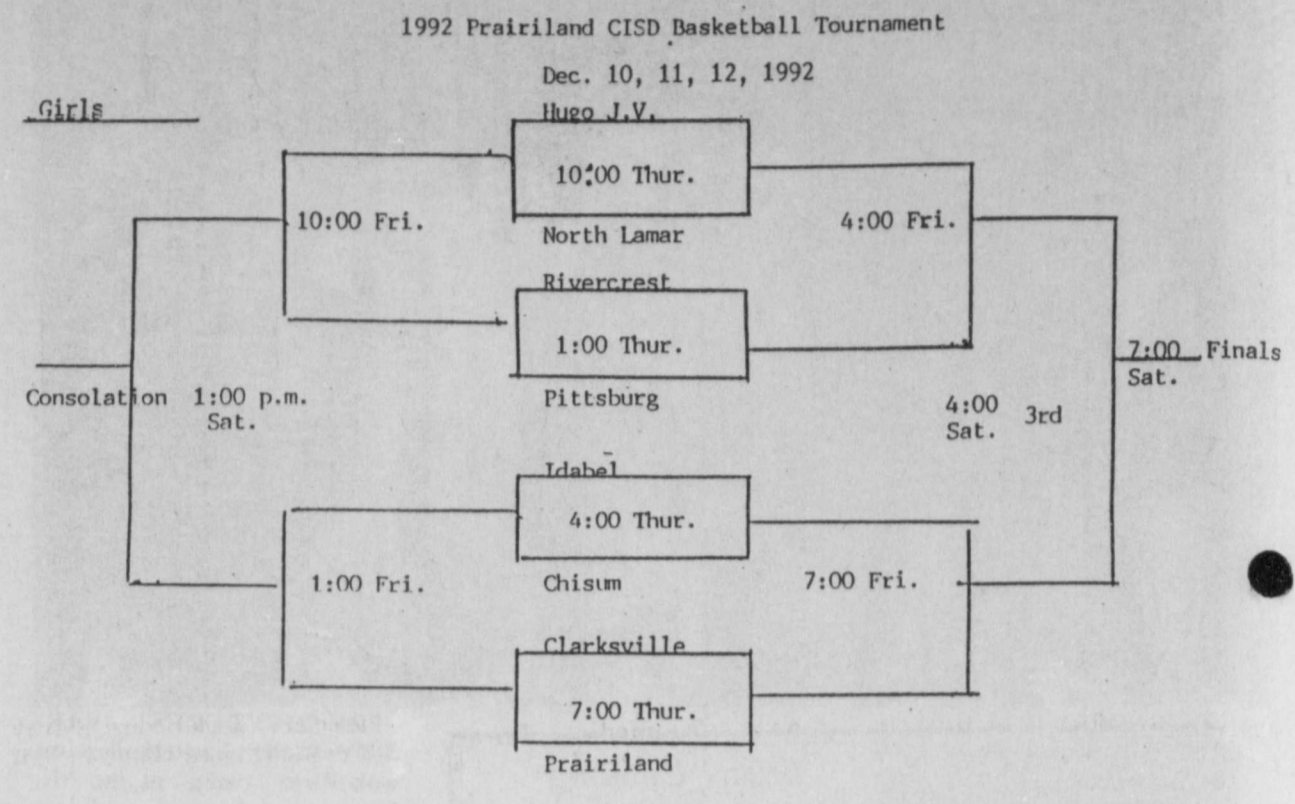 1992 Prairiland CISD Basketball Tournament
Dec. 10, 11, 12, 1992
Girls
Hugo J.V.
10:00 Thur.
10:00 Fri.
4:00 Fri.
North Lamar
Rivercrest
1:00 Thur.
7:00 Finals
Sat.
Pittsburg
Consolation 1:00 p.m.
Sat.
4:00 3rd
Sat.
Idabel
4:00 Thur.
1:00 Fri.
Chisum
7:00 Fri.
Clarksville
7:00 Thur.
Prairiland